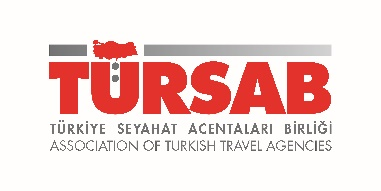 TÜRSAB
TÜRKİYE SEYAHAT ACENTALARI BİRLİĞİ
ASSOCIATION OF TURKISH TRAVEL AGENCIES